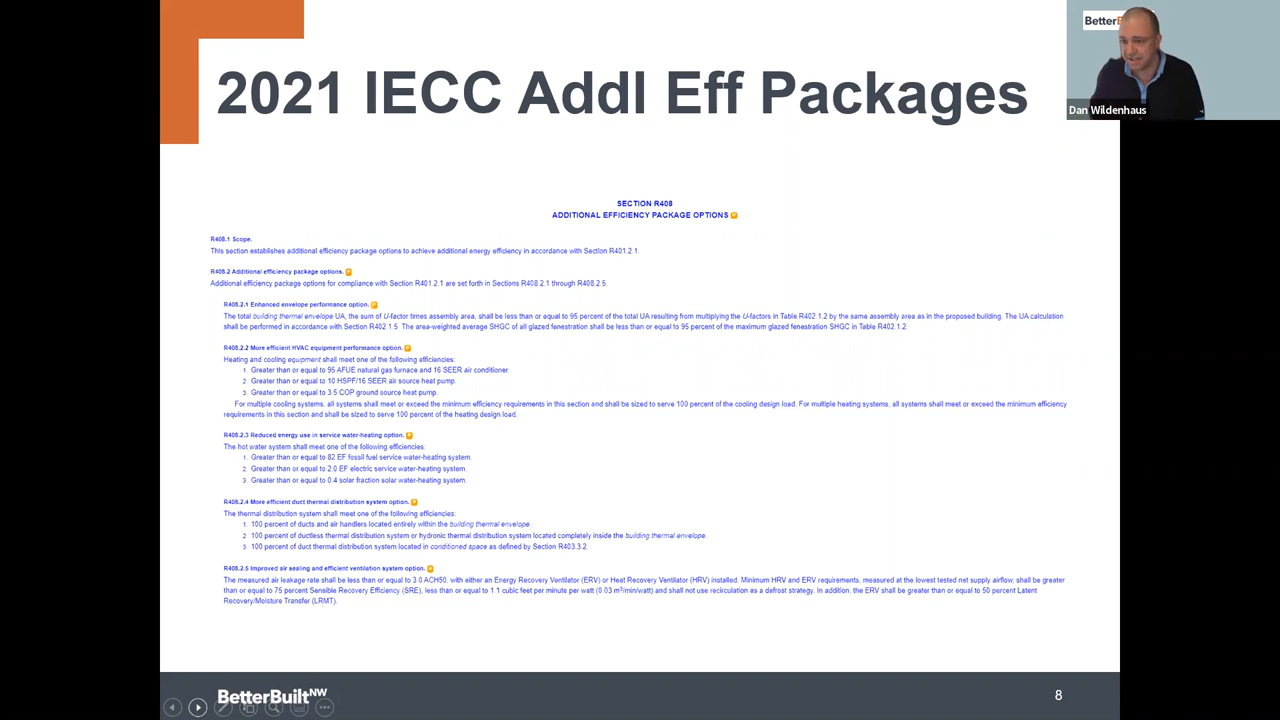 2021 IECC Addl Eff Packages
Better
Dan Wildenhaus
SECTION R408
ADDITIONAL EFFICIENCY PACKAGE OPTIONS P
R408.1 Scope.
This section establishes additional efficiency package options to achieve additional energy efficiency in accordance with Section R401.2.1.
R408.2 Additional efficiency package options. P
Additional efficiency package options for compliance with Section R401.2.1 are set forth in Sections R408.2.1 through R408.2.5.
R408.2.1 Enhanced envelope performance option. P
The total building thermal envelope UA, the sum of U-factor times assembly area, shall be less than or equal to 95 percent of the total UA resulting from multiplying the U-factors in Table R402.1.2 by the same assembly area as in the proposed building. The UA calculation
shall be performed in accordance with Section R402.1.5. The area-weighted average SHGC of all glazed fenestration shall be less than or equal to 95 percent of the maximum glazed fenestration SHGC in Table R402.1.2.
R408.2.2 More efficient HVAC equipment performance option. P
Heating and cooling equipment shall meet one of the following efficiencies:
1. Greater than or equal to 95 AFUE natural gas furnace and 16 SEER air conditioner.
2. Greater than or equal to 10 HSPF/16 SEER air source heat pump.
3. Greater than or equal to 3.5 COP ground source heat pump.
For multiple cooling systems, all systems shall meet or exceed the minimum efficiency requirements in this section and shall be sized to serve 100 percent of the cooling design load. For multiple heating systems, all systems shall meet or exceed the minimum efficiency
requirements in this section and shall be sized to serve 100 percent of the heating design load.
R408.2.3 Reduced energy use in service water-heating option. P
The hot water system shall meet one of the following efficiencies:
1. Greater than or equal to 82 EF fossil fuel service water-heating system.
2. Greater than or equal to 2.0 EF electric service water-heating system.
3. Greater than or equal to 0.4 solar fraction solar water-heating system.
R408.2.4 More efficient duct thermal distribution system option. P
The thermal distribution system shall meet one of the following efficiencies:
1. 100 percent of ducts and air handlers located entirely within the building thermal envelope.
2. 100 percent of ductless thermal distribution system or hydronic thermal distribution system located completely inside the building thermal envelope.
3. 100 percent of duct thermal distribution system located in conditioned space as defined by Section R403.3.2.
R408.2.5 Improved air sealing and efficient ventilation system option. P
The measured air leakage rate shall be less than or equal to 3.0 ACH50, with either an Energy Recovery Ventilator (ERV) or Heat Recovery Ventilator (HRV) installed. Minimum HRV and ERV requirements, measured at the lowest tested net supply airflow, shall be greater
than or equal to 75 percent Sensible Recovery Efficiency (SRE), less than or equal to 1.1 cubic feet per minute per watt (0.03 m³/min/watt) and shall not use recirculation as a defrost strategy. In addition, the ERV shall be greater than or equal to 50 percent Latent
Recovery/Moisture Transfer (LRMT).
BetterBuiltNW
8